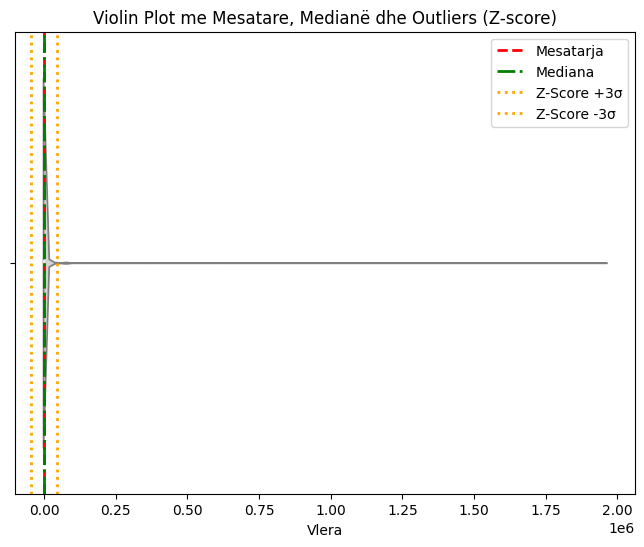 Violin Plot me Mesatare, Medianë dhe Outliers (Z-score)
Mesatarja
Mediana
Z-Score +3σ
Z-Score -3σ
0.00 0.25 0.50 0.75 1.00 1.25 1.50 1.75 2.00
1e6
Vlera